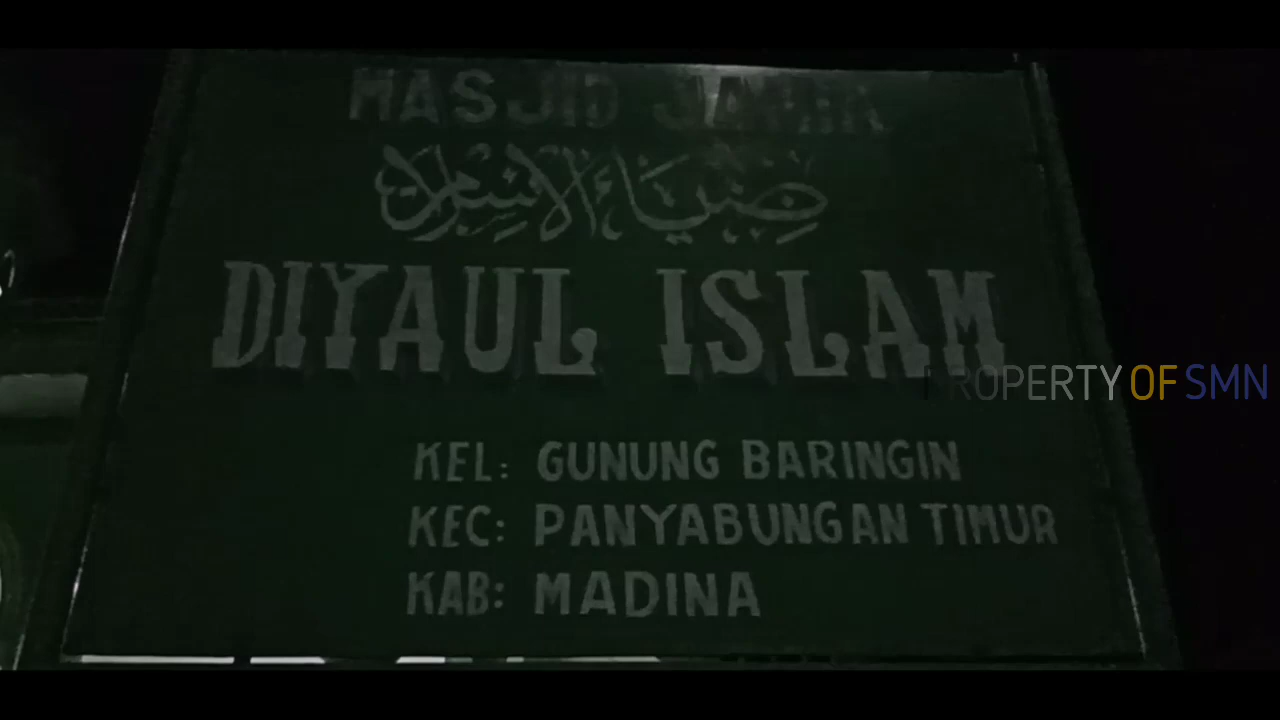 MASJID JAMIK
ضياء الاسلام
DIYAUL ISLAM
PROPERTY OF SMN
KEL: GUNUNG BARINGIN
KEC: PANYABUNGAN TIMUR
KAB: MADINA